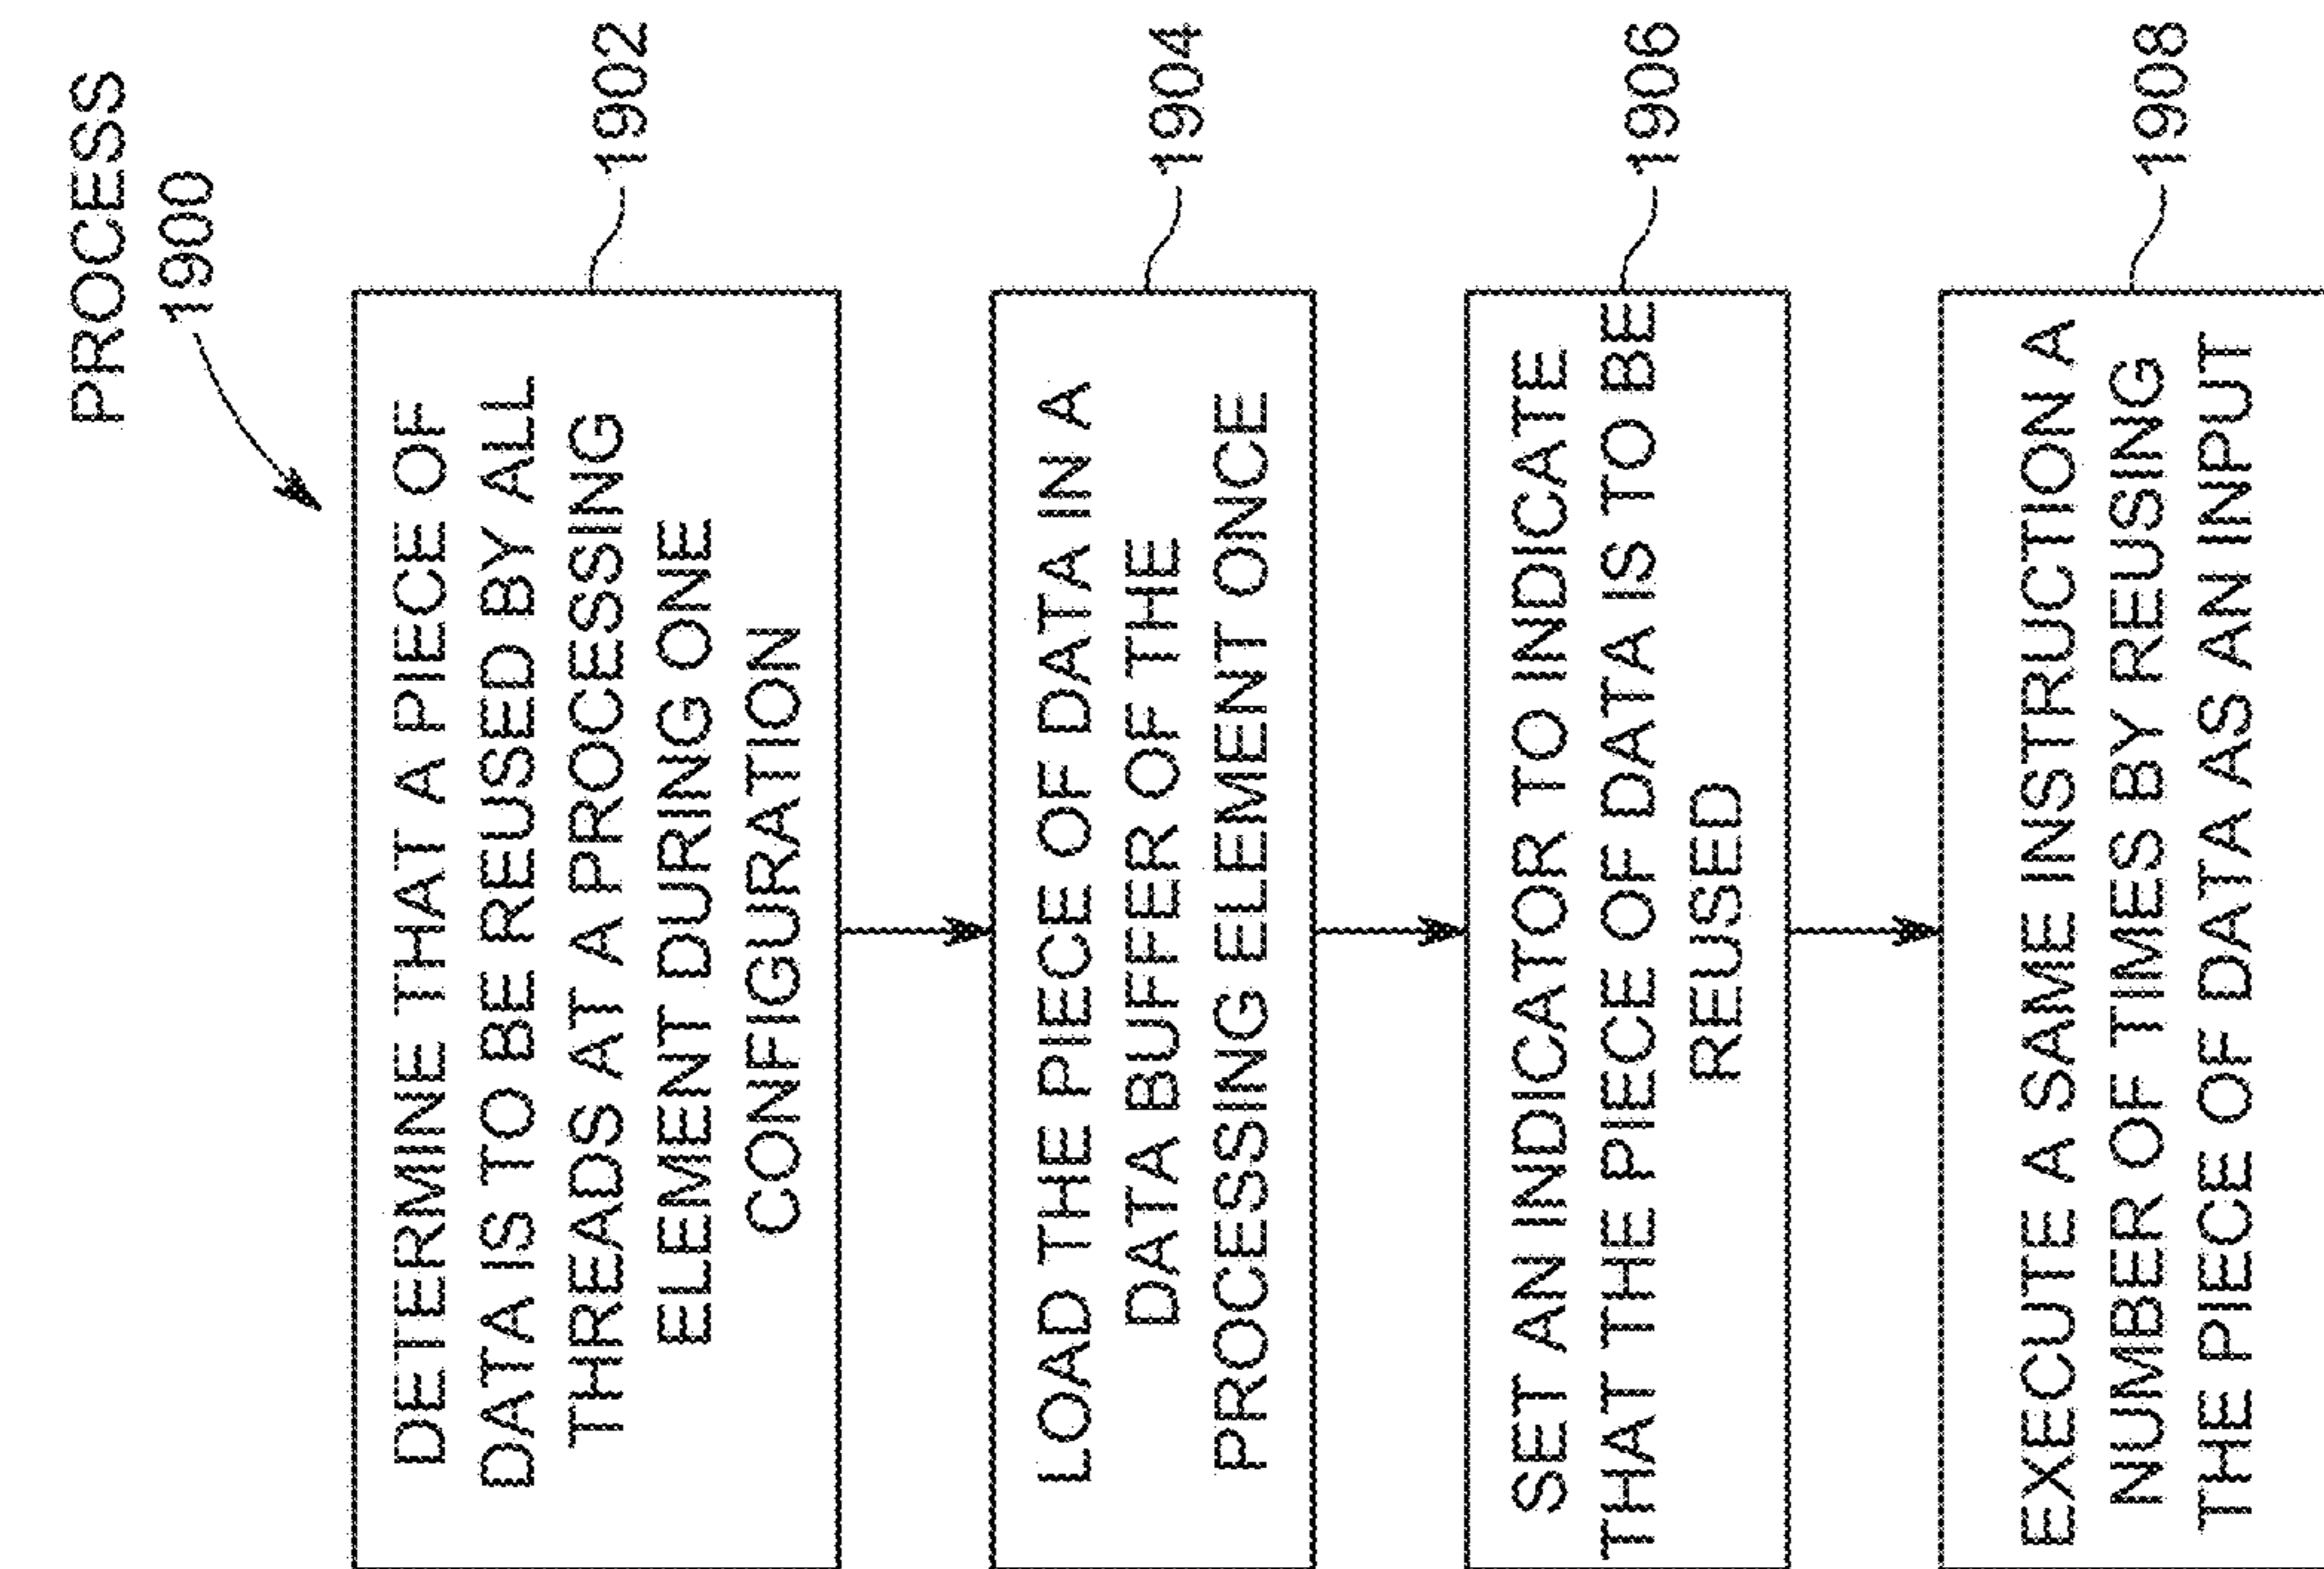 PROCESS
1900
DETERMINE THAT A PIECE OF
DATA IS TO BE REUSED BY ALL
THREADS AT A PROCESSING
ELEMENT DURING ONE
CONFIGURATION
1902
LOAD THE PIECE OF DATA IN A
DATA BUFFER OF THE
PROCESSING ELEMENT ONCE
1904
SET AN INDICATOR TO INDICATE
THAT THE PIECE OF DATA IS TO BE
REUSED
1906
EXECUTE A SAME INSTRUCTION A
NUMBER OF TIMES BY REUSING
THE PIECE OF DATA AS AN INPUT
1908